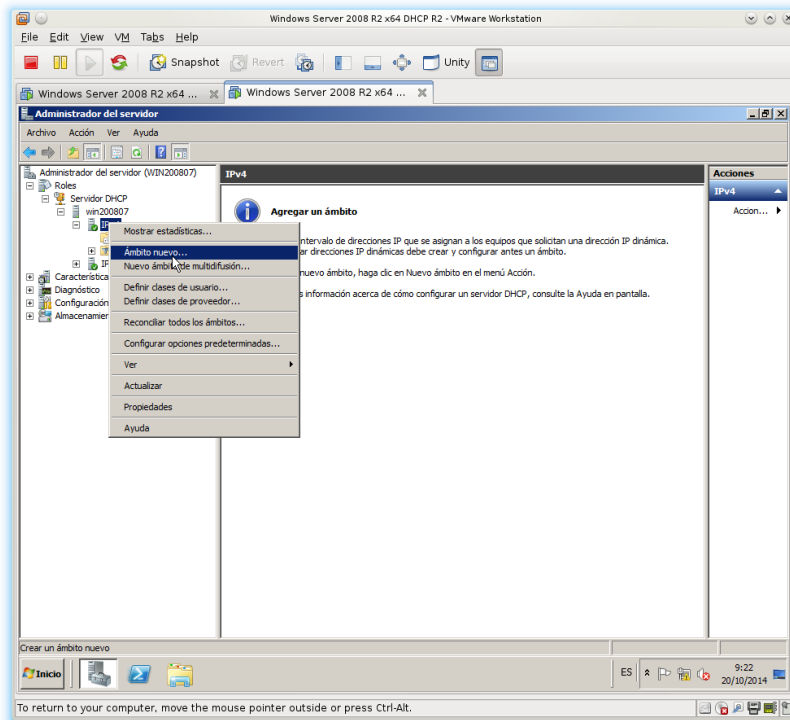 Windows Server 2008 R2 x64 DHCP R2 - VMware Workstation
File Edit View VM Tabs Help
Snapshot Revert Unity
Windows Server 2008 R2 x64 ... Windows Server 2008 R2 x64 ...
Administrador del servidor
Archivo Acción Ver Ayuda
Administrador del servidor (WIN200807)
Roles
Servidor DHCP
win200807
IP
Característica
Diagnóstico
Configuración
Almacenamier
Mostrar estadísticas...
Ámbito nuevo...
Nuevo ámbito de multidifusión...
Definir clases de usuario...
Definir clases de proveedor...
Reconciliar todos los ámbitos...
Configurar opciones predeterminadas...
Ver
Actualizar
Propiedades
Ayuda
IPv4
Agregar un ámbito
ntervalo de direcciones IP que se asignan a los equipos que solicitan una dirección IP dinámica.
ar direcciones IP dinámicas debe crear y configurar antes un ámbito.
nuevo ámbito, haga clic en Nuevo ámbito en el menú Acción.
s información acerca de cómo configurar un servidor DHCP, consulte la Ayuda en pantalla.
Acciones
IPv4
Accion...
Crear un ámbito nuevo
Inicio
ES
9:22
20/10/2014
To return to your computer, move the mouse pointer outside or press Ctrl-Alt.